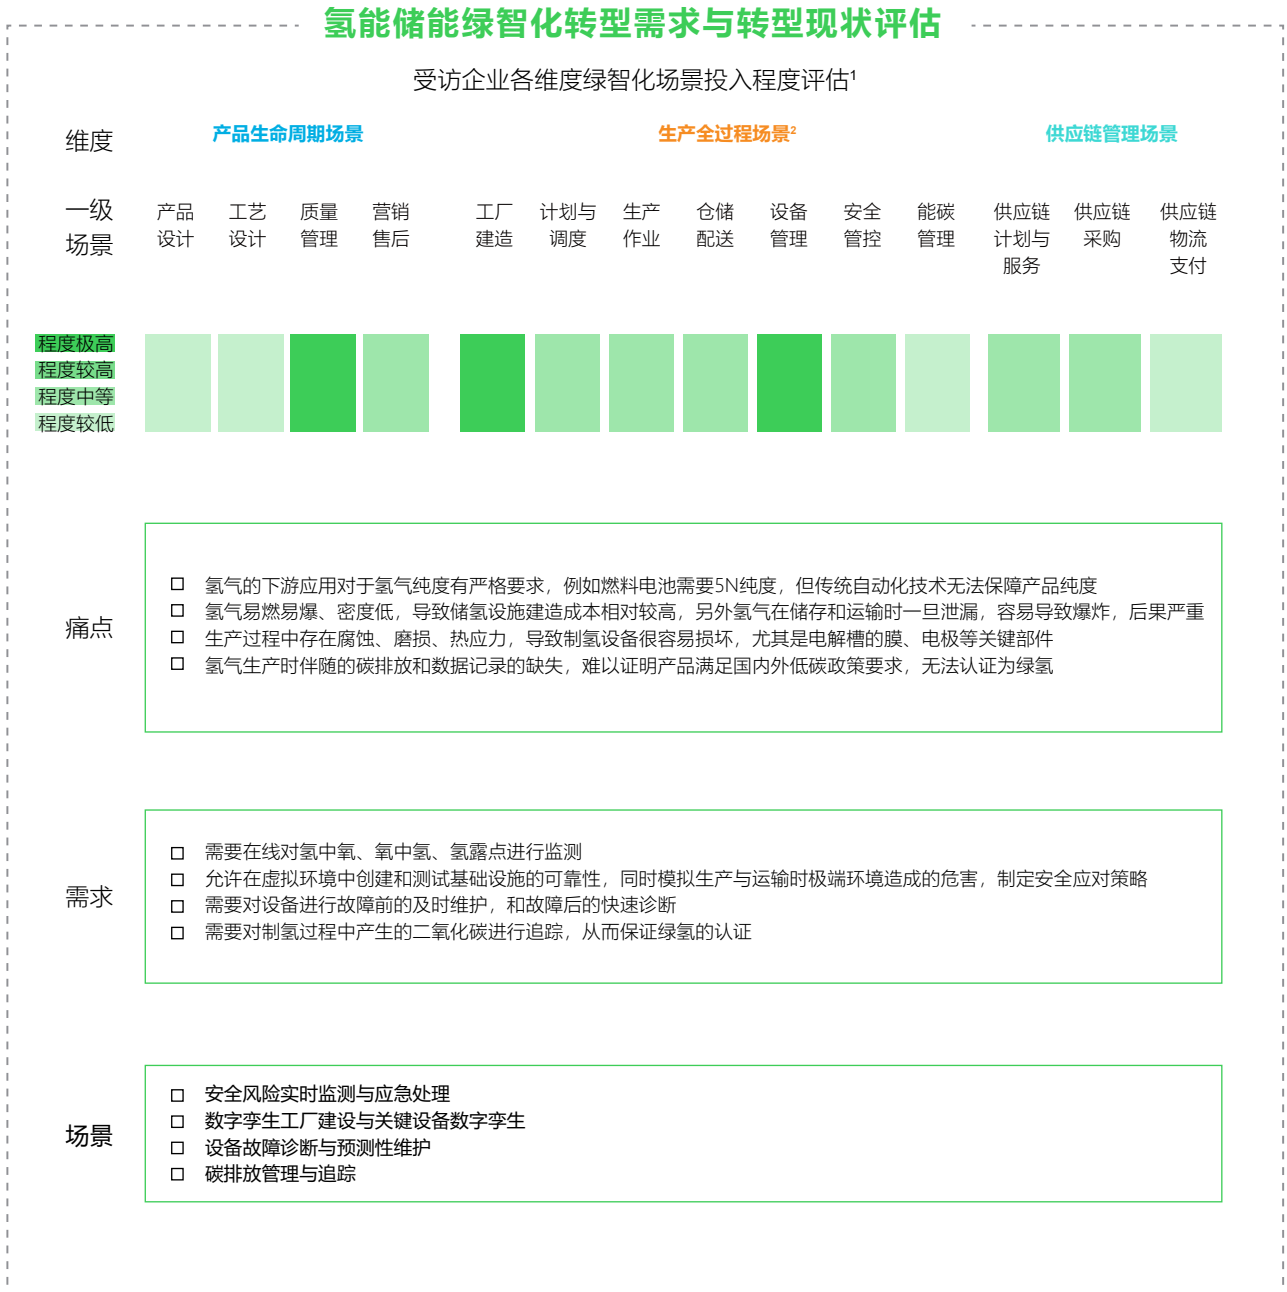 氢能储能绿智化转型需求与转型现状评估
受访企业各维度绿智化场景投入程度评估¹
维度
产品生命周期场景
生产全过程场景²
供应链管理场景
一级
场景
产品
设计
工艺
设计
质量
管理
营销
售后
工厂
建造
计划与
调度
生产
作业
仓储
配送
设备
管理
安全
管控
能碳
管理
供应链
计划与
服务
供应链
采购
供应链
物流
支付
程度极高
程度较高
程度中等
程度较低
痛点
氢气的下游应用对于氢气纯度有严格要求，例如燃料电池需要5N纯度，但传统自动化技术无法保障产品纯度
氢气易燃易爆、密度低，导致储氢设施建造成本相对较高，另外氢气在储存和运输时一旦泄漏，容易导致爆炸，后果严重
生产过程中存在腐蚀、磨损、热应力，导致制氢设备很容易损坏，尤其是电解槽的膜、电极等关键部件
氢气生产时伴随的碳排放和数据记录的缺失，难以证明产品满足国内外低碳政策要求，无法认证为绿氢
需求
需要在线对氢中氧、氧中氢、氢露点进行监测
允许在虚拟环境中创建和测试基础设施的可靠性，同时模拟生产与运输时极端环境造成的危害，制定安全应对策略
需要对设备进行故障前的及时维护，和故障后的快速诊断
需要对制氢过程中产生的二氧化碳进行追踪，从而保证绿氢的认证
场景
安全风险实时监测与应急处理
数字孪生工厂建设与关键设备数字孪生
设备故障诊断与预测性维护
碳排放管理与追踪